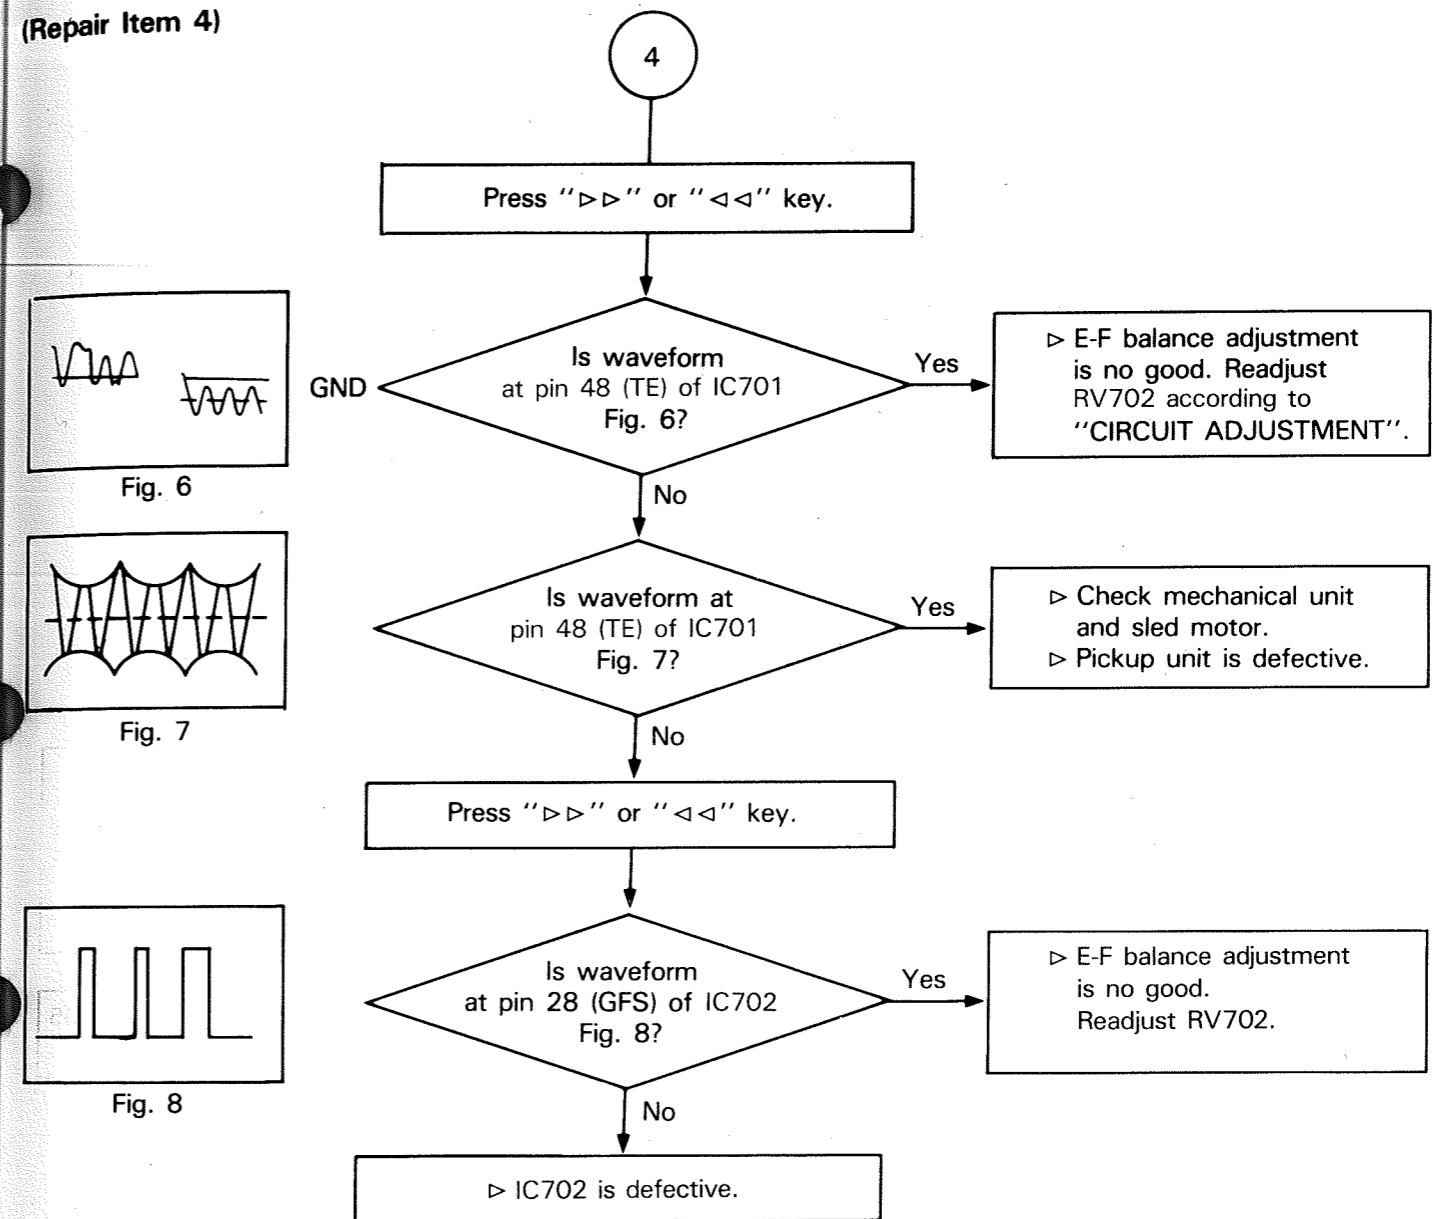 (Repair Item 4)
4
Press "▷▷" or "◁◁" key.
GND
Is waveform
at pin 48 (TE) of IC701
Fig. 6?
Yes
▷ E-F balance adjustment
is no good. Readjust
RV702 according to
"CIRCUIT ADJUSTMENT".
Fig. 6
No
Is waveform at
pin 48 (TE) of IC701
Fig. 7?
Yes
▷ Check mechanical unit
and sled motor.
▷ Pickup unit is defective.
Fig. 7
No
Press "▷▷" or "◁◁" key.
Is waveform
at pin 28 (GFS) of IC702
Fig. 8?
Yes
▷ E-F balance adjustment
is no good.
Readjust RV702.
Fig. 8
No
▷ IC702 is defective.